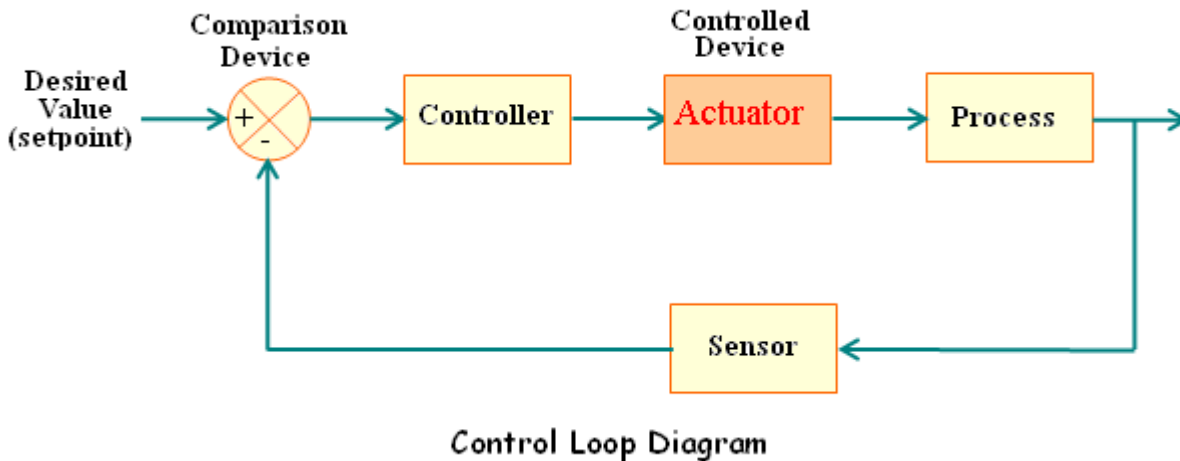 Comparison
Device
Controlled
Device
Desired
Value
(setpoint)
+
-
Controller
Actuator
Process
Sensor
Control Loop Diagram